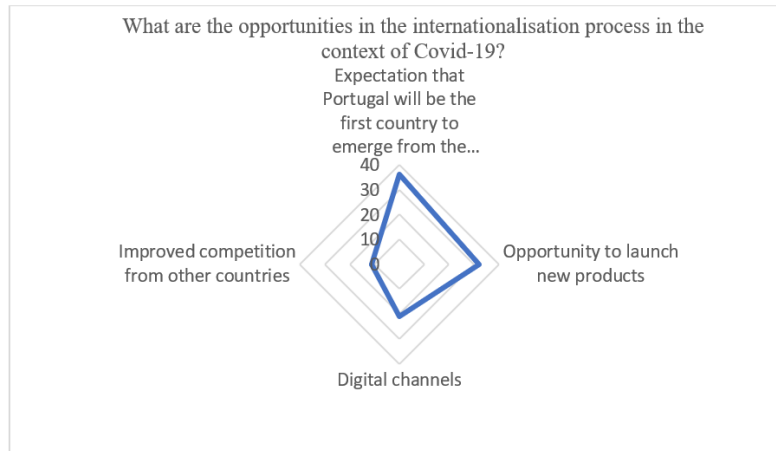 What are the opportunities in the internationalisation process in the
context of Covid-19?
Expectation that
Portugal will be the
first country to
emerge from the...
40
30
20
10
0
Improved competition
from other countries
Opportunity to launch
new products
Digital channels